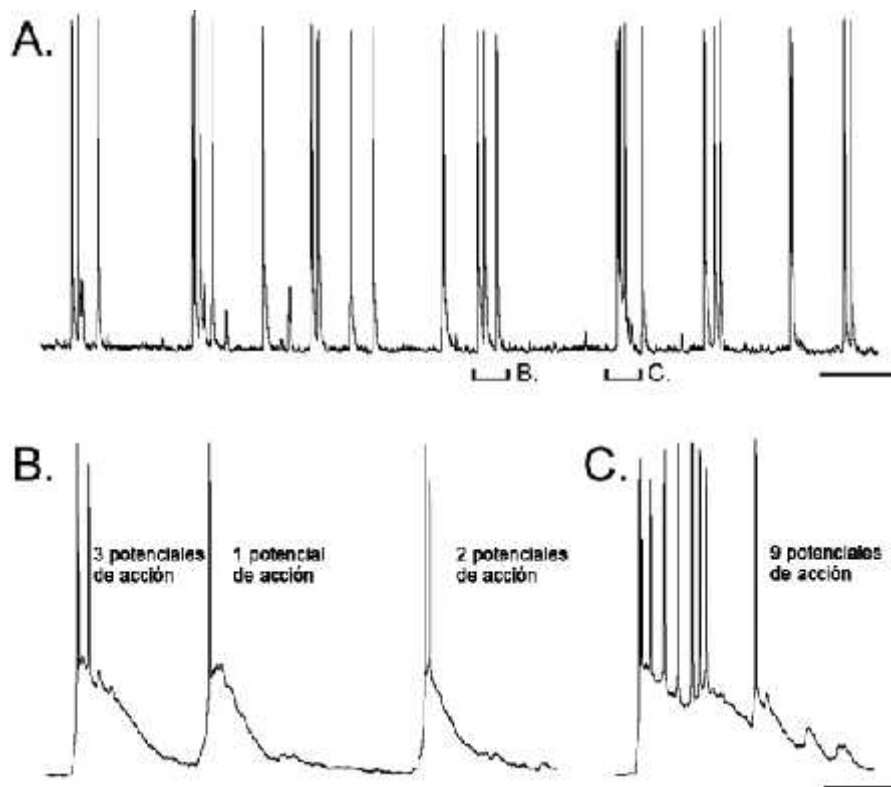 A.
B.
C.
B.
3 potenciales
de acción
1 potencial
de acción
2 potenciales
de acción
C.
9 potenciales
de acción